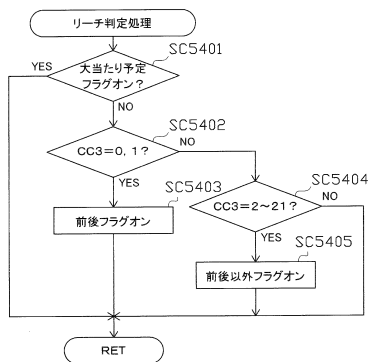 リーチ判定処理
SC5401
YES
大当たり予定
フラグオン?
NO
SC5402
CC3=0, 1?
NO
YES
SC5403
SC5404
前後フラグオン
CC3=2～21?
NO
YES
SC5405
前後以外フラグオン
RET